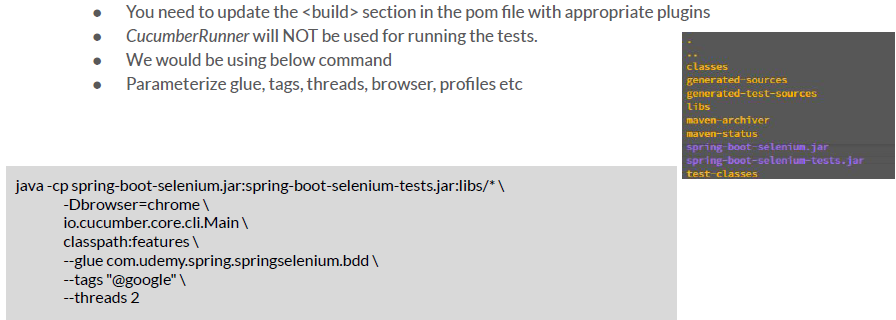 ● You need to update the <build> section in the pom file with appropriate plugins
● CucumberRunner will NOT be used for running the tests.
● We would be using below command
● Parameterize glue, tags, threads, browser, profiles etc
.
..
classes
generated-sources
generated-test-sources
libs
maven-archiver
maven-status
spring-boot-selenium.jar
spring-boot-selenium-tests.jar
test-classes
java -cp spring-boot-selenium.jar:spring-boot-selenium-tests.jar:libs/* \
-Dbrowser=chrome \
io.cucumber.core.cli.Main \
classpath:features \
--glue com.udemy.spring.springselenium.bdd \
--tags "@google" \
--threads 2